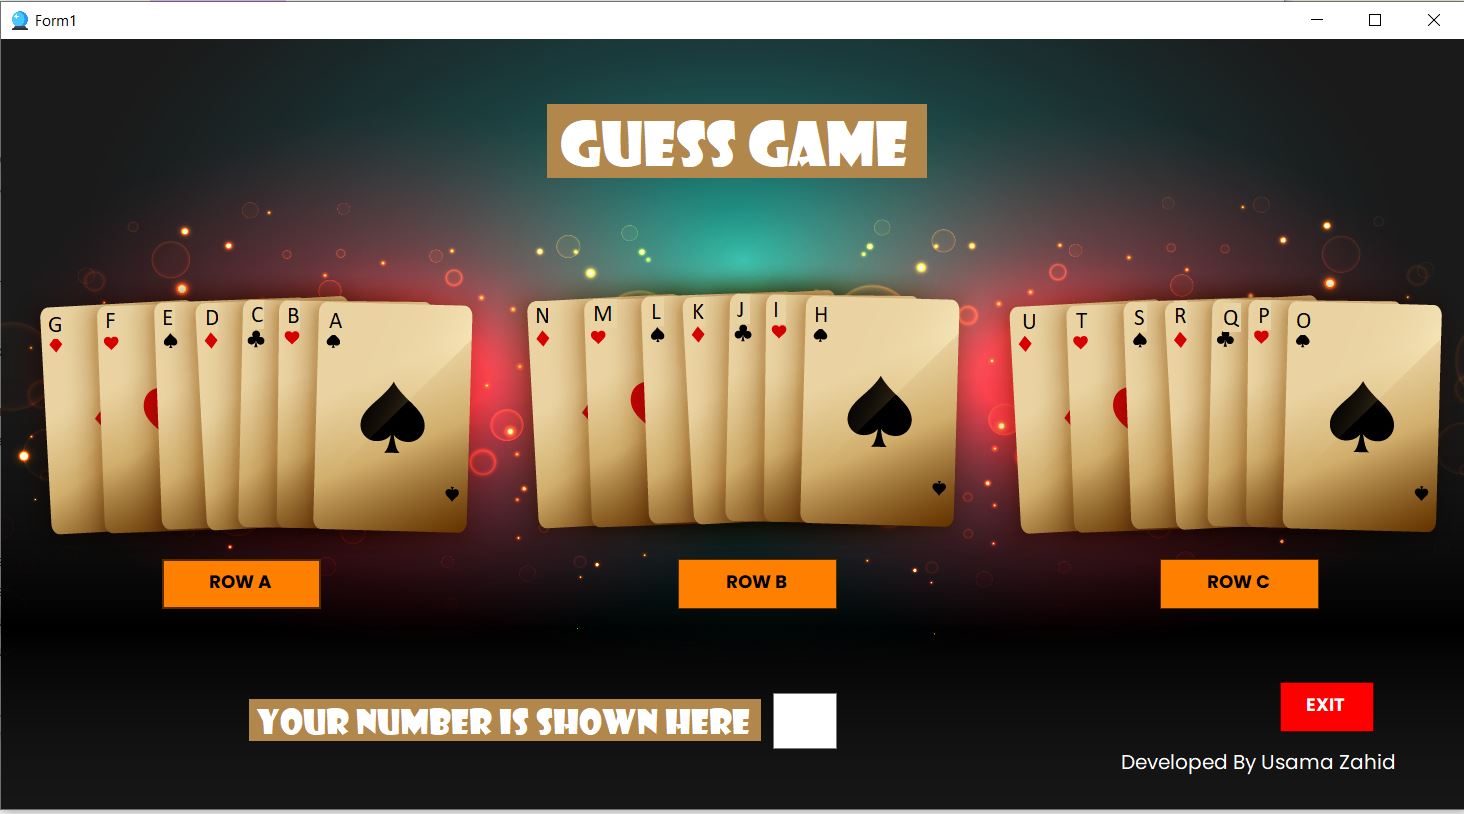 Form1
GUESS GAME
G F E D C B A
N M L K J I H
U T S R Q P O
ROW A
ROW B
ROW C
YOUR NUMBER IS SHOWN HERE
EXIT
Developed By Usama Zahid